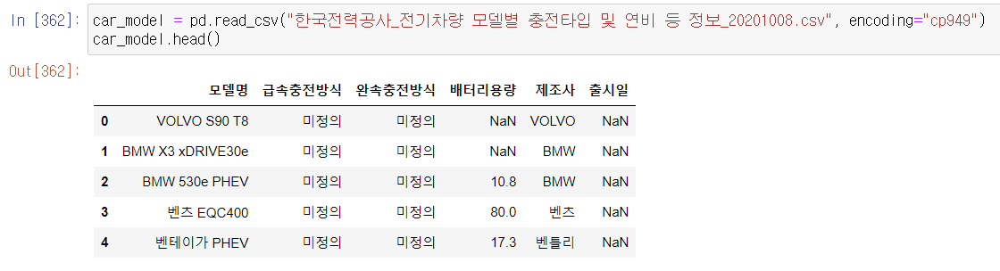 In [362]: car_model = pd.read_csv("한국전력공사_전기차량 모델별 충전타입 및 연비 등 정보_20201008.csv", encoding="cp949")
car_model.head()
Out[362]:
모델명 급속충전방식 완속충전방식 배터리용량 제조사 출시일
0 VOLVO S90 T8 미정의 미정의 NaN VOLVO NaN
1 BMW X3 xDRIVE30e 미정의 미정의 NaN BMW NaN
2 BMW 530e PHEV 미정의 미정의 10.8 BMW NaN
3 벤츠 EQC400 미정의 미정의 80.0 벤츠 NaN
4 벤테이가 PHEV 미정의 미정의 17.3 벤틀리 NaN